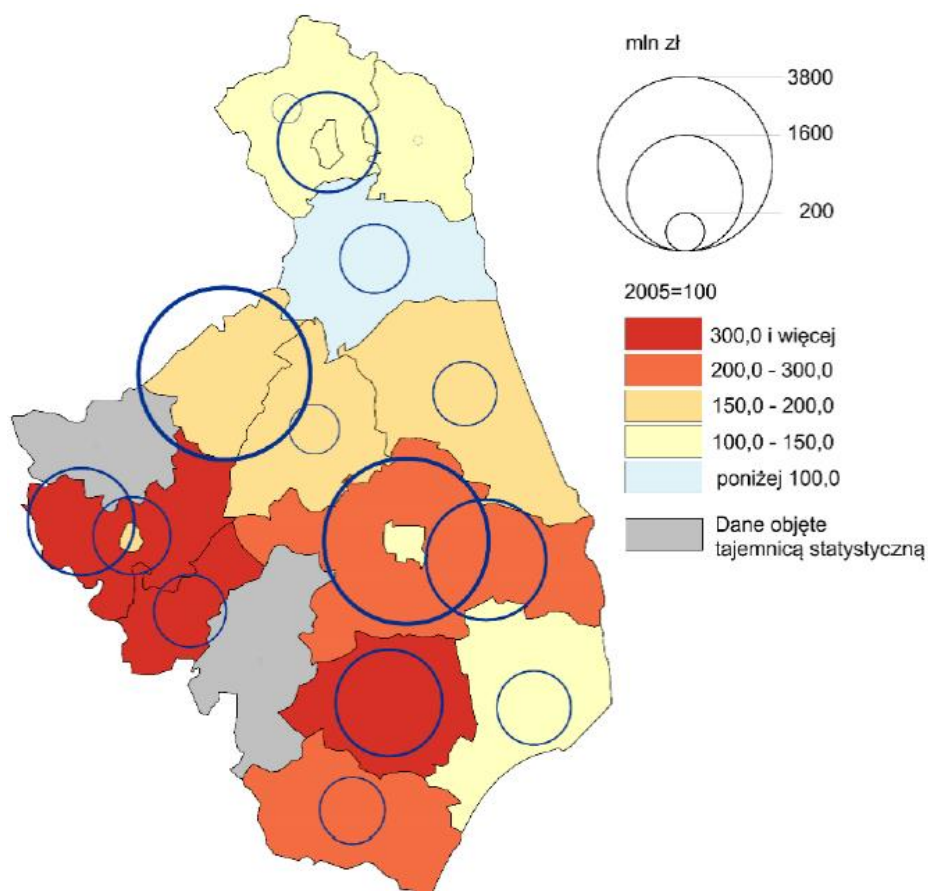 mln zł
3800
1600
200
2005=100
300,0 i więcej
200,0 - 300,0
150,0 - 200,0
100,0 - 150,0
poniżej 100,0
Dane objęte
tajemnicą statystyczną